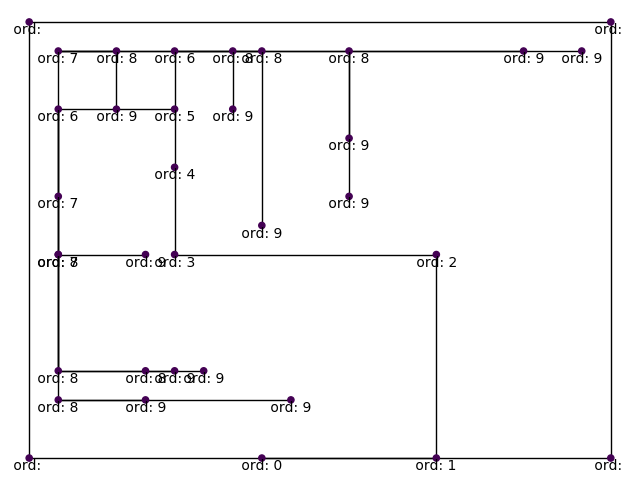 ord: ord:
ord: 7 ord: 8 ord: 6 ord: 8 ord: 8 ord: 8 ord: 9 ord: 9
ord: 6 ord: 9 ord: 5 ord: 9
ord: 9
ord: 4
ord: 7 ord: 9
ord: 9
ord: 9 ord: 3 ord: 2
ord: 8 ord: 8 ord: 9 ord: 9
ord: 8 ord: 9 ord: 9
ord: ord: 0 ord: 1 ord: